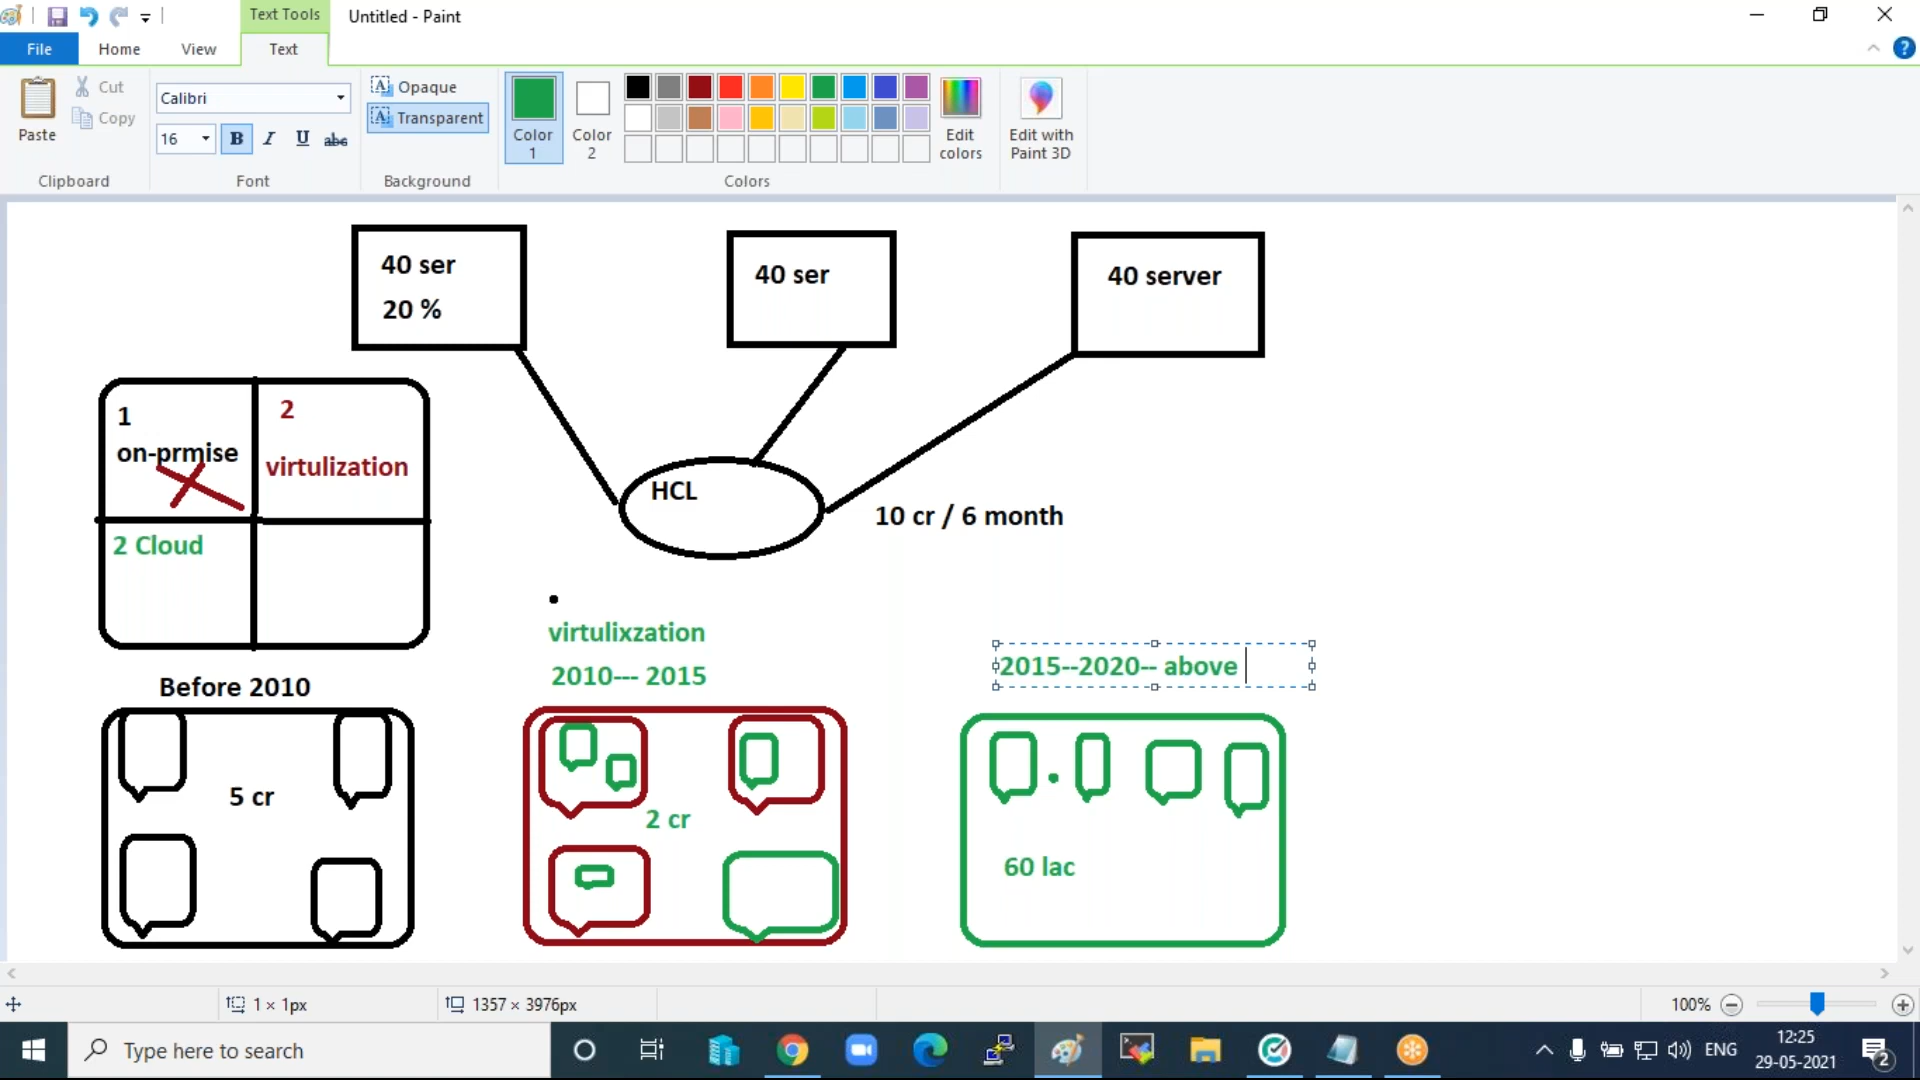 Text Tools
Untitled - Paint
File
Home
View
Text
Paste
Cut
Copy
Clipboard
Calibri
16
B
I
U
abc
Font
Opaque
Transparent
Background
Color
1
Color
2
Edit
colors
Edit with
Paint 3D
Colors
40 ser
20 %
40 ser
40 server
1
on-prmise
2
virtulization
2 Cloud
HCL
10 cr / 6 month
virtulixzation
2010--- 2015
2015--2020-- above
Before 2010
5 cr
2 cr
60 lac
1 × 1px
1357 × 3976px
100%
Type here to search
ENG
12:25
29-05-2021
2